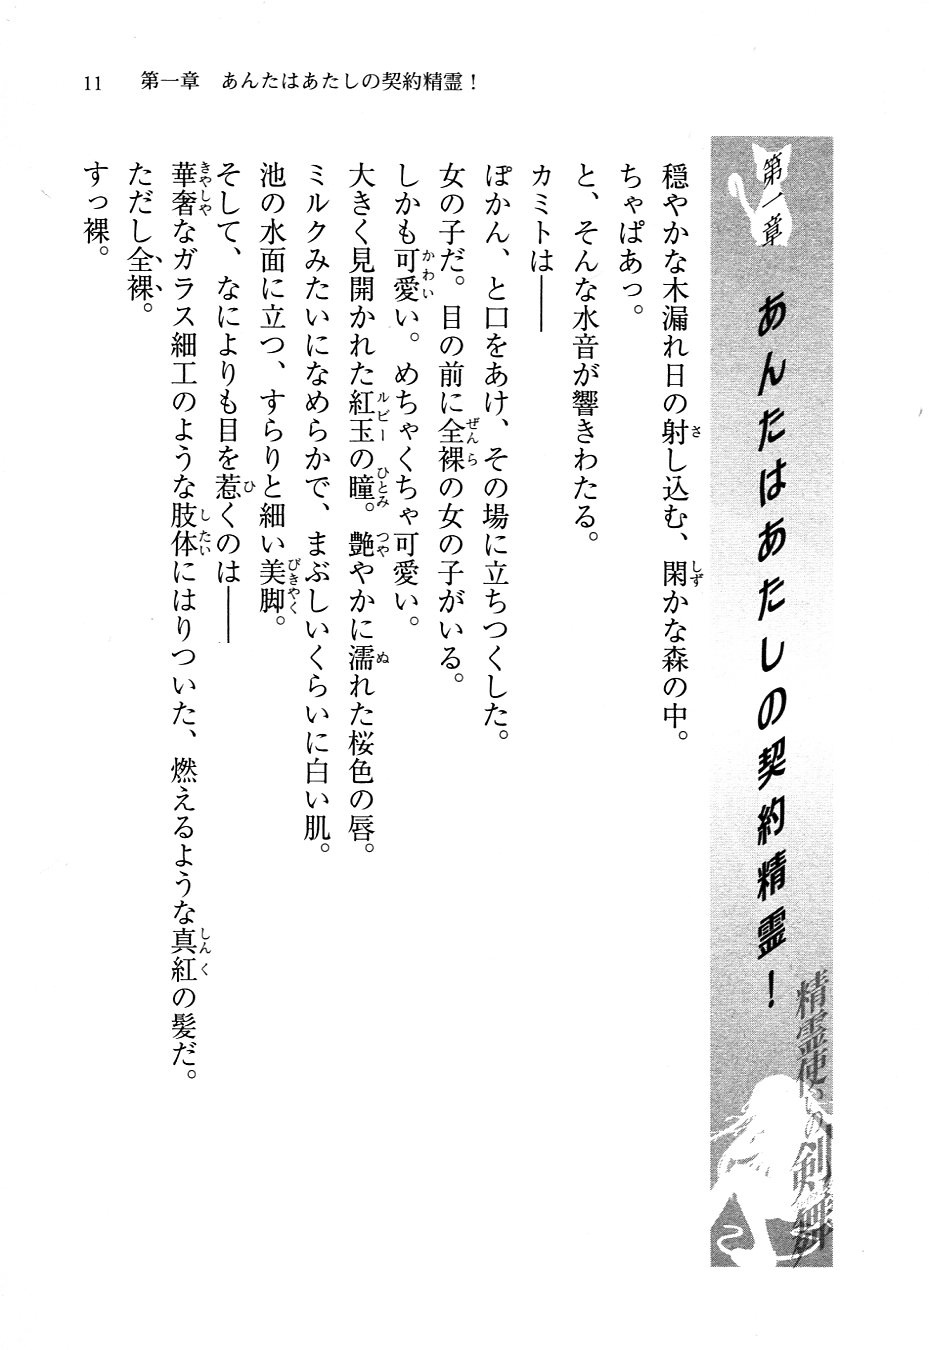 11　第一章　あんたはあたしの契約精霊！
第一章　あんたはあたしの契約精霊！
精霊使いの剣舞
穏やかな木漏れ日の射し込む、閑かな森の中。
ちゃぱあっ。
と、そんな水音が響きわたる。
カミトは――
ぽかん、と口をあけ、その場に立ちつくした。
女の子だ。目の前に全裸の女の子がいる。
しかも可愛い。めちゃくちゃ可愛い。
大きく見開かれた紅玉の瞳。艶やかに濡れた桜色の唇。
ミルクみたいになめらかで、まぶしいくらいに白い肌。
池の水面に立つ、すらりと細い美脚。
そして、なによりも目を惹くのは――
華奢なガラス細工のような肢体にはりついた、燃えるような真紅の髪だ。
ただし全裸。
すっ裸。